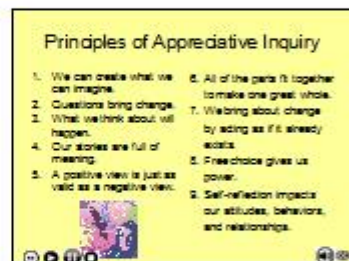 Principles of Appreciative Inquiry
1. We can create what we
can imagine.
2. Questions bring change.
3. What we think about will
happen.
4. Our stories are full of
meaning.
5. A positive view is just as
valid as a negative view.
6. All of the parts fit together
to make one great whole.
7. We bring about change
by acting as if it already
exists.
8. Free choice gives us
power.
9. Self-reflection impacts
our attitudes, behaviors,
and relationships.